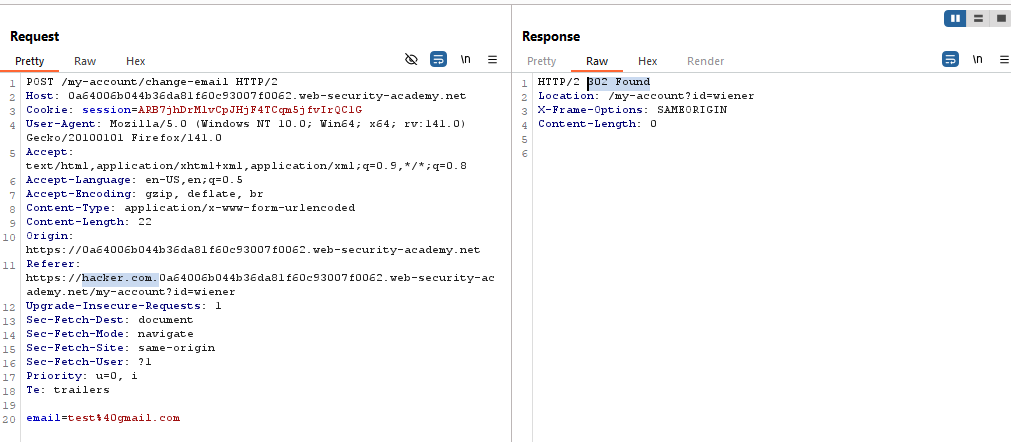 Request
Pretty Raw Hex \n
1 POST /my-account/change-email HTTP/2
2 Host: 0a64006b044b36da81f60c93007f0062.web-security-academy.net
3 Cookie: session=ARB7jhDrMlvCpJHjF4TCqm5jfvIrQClG
4 User-Agent: Mozilla/5.0 (Windows NT 10.0; Win64; x64; rv:141.0)
Gecko/20100101 Firefox/141.0
5 Accept:
text/html,application/xhtml+xml,application/xml;q=0.9,*/*;q=0.8
6 Accept-Language: en-US,en;q=0.5
7 Accept-Encoding: gzip, deflate, br
8 Content-Type: application/x-www-form-urlencoded
9 Content-Length: 22
10 Origin:
https://0a64006b044b36da81f60c93007f0062.web-security-academy.net
11 Referer:
https://hacker.com.0a64006b044b36da81f60c93007f0062.web-security-ac
ademy.net/my-account?id=wiener
12 Upgrade-Insecure-Requests: 1
13 Sec-Fetch-Dest: document
14 Sec-Fetch-Mode: navigate
15 Sec-Fetch-Site: same-origin
16 Sec-Fetch-User: ?1
17 Priority: u=0, i
18 Te: trailers
19
20 email=test%40gmail.com
Response
Pretty Raw Hex Render \n
1 HTTP/2 302 Found
2 Location: /my-account?id=wiener
3 X-Frame-Options: SAMEORIGIN
4 Content-Length: 0
5
6